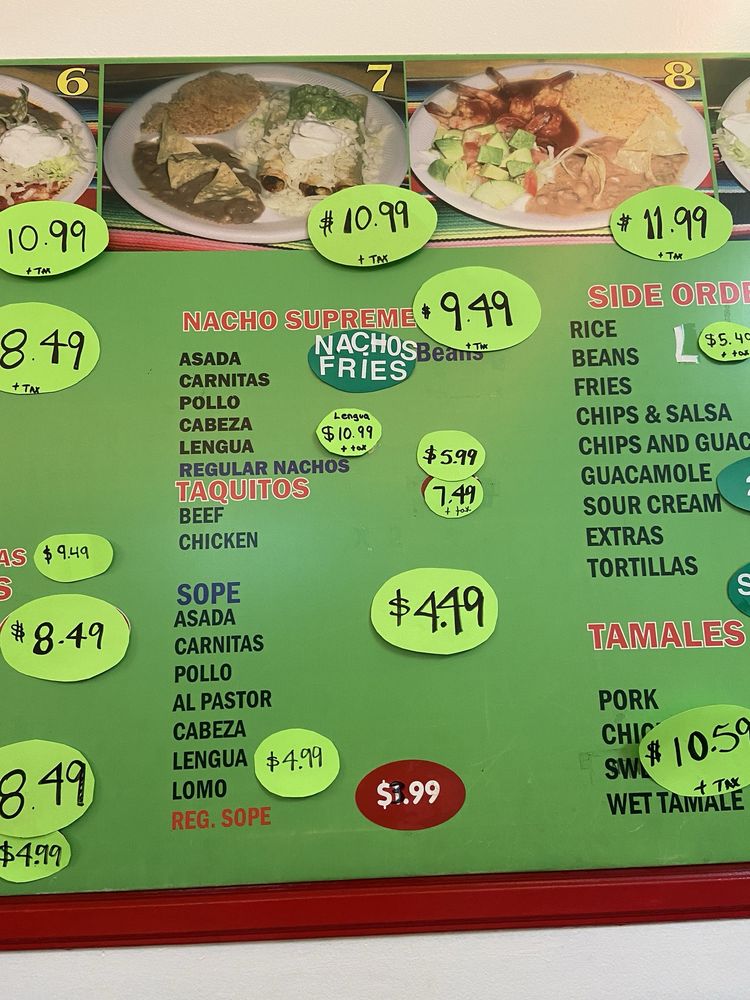 6
7
8
10.99
+ TAX
$ 10.99
+ TAX
$ 11.99
+ TAX
8.49
+ TAX
$9.49
$8.49
8.49
$4.99
NACHO SUPREME
$ 9.49
+ TAX
NACHOS
FRIES
Beans
ASADA
CARNITAS
POLLO
CABEZA
LENGUA
Lengua
$10.99
+ tax
REGULAR NACHOS
$5.99
TAQUITOS
7.49
+ tax
BEEF
CHICKEN
SOPE
$4.49
ASADA
CARNITAS
POLLO
AL PASTOR
CABEZA
LENGUA $4.99
LOMO
REG. SOPE
SIDE ORDE
RICE
BEANS L
FRIES
CHIPS & SALSA
CHIPS AND GUAC
GUACAMOLE
SOUR CREAM
EXTRAS
TORTILLAS
TAMALES
PORK
$ 10.59
+ TAX
WET TAMALE